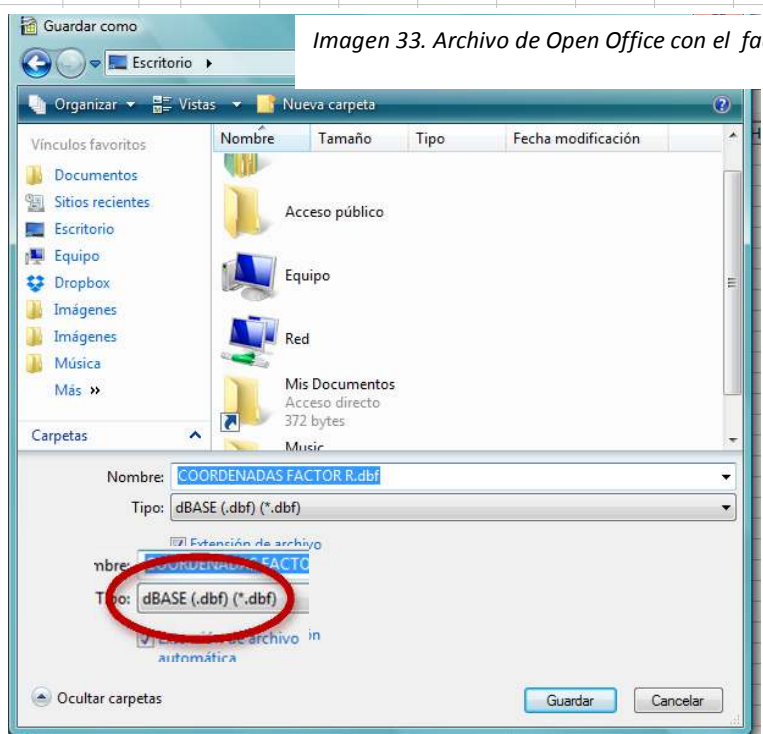 Guardar como
Imagen 33. Archivo de Open Office con el
Escritorio
Organizar Vistas Nueva carpeta
Vínculos favoritos
Nombre Tamaño Tipo Fecha modificación
Documentos
Sitios recientes
Escritorio
Equipo
Dropbox
Imágenes
Imágenes
Música
Más »
Carpetas
Acceso público
Equipo
Red
Mis Documentos
Acceso directo
372 bytes
Music
Nombre: COORDENADAS FACTOR R.dbf
Tipo: dBASE (.dbf) (*.dbf)
Extensión de archivo
mbre: COORDENADAS FACTO
Tipo: dBASE (.dbf) (*.dbf)
Extensión de archivo
automática
Ocultar carpetas
Guardar Cancelar